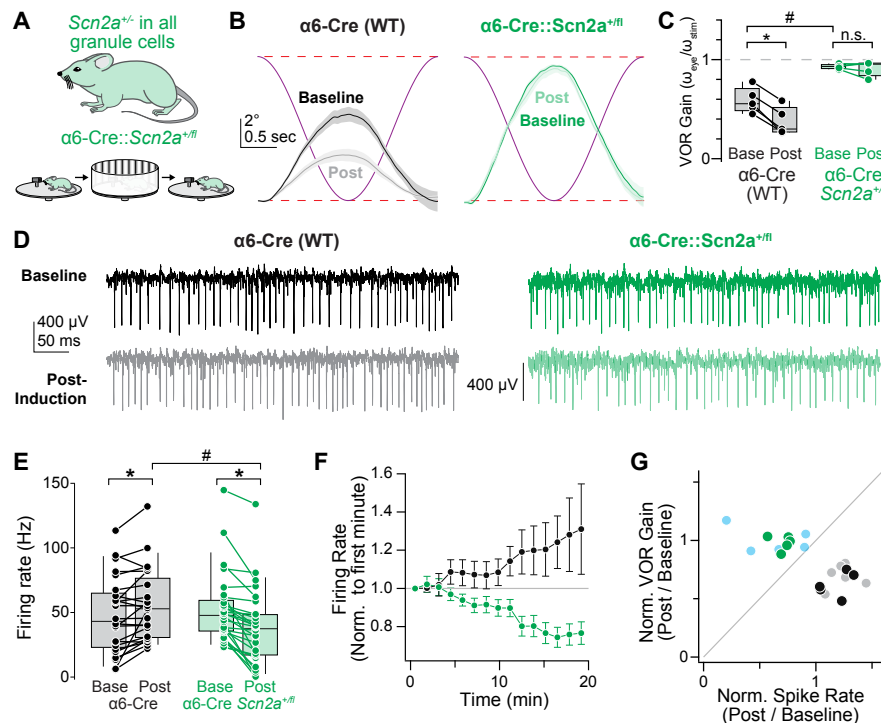 A
Scn2a+/- in all
granule cells
α6-Cre::Scn2a+/fl
B
α6-Cre (WT)
α6-Cre::Scn2a+/fl
Baseline
Post
2°
0.5 sec
Post
Baseline
C
#
*
n.s.
VOR Gain (ωeye/ωstim)
1
0
Base Post
α6-Cre
(WT)
Base Post
α6-Cre
Scn2a+/
D
α6-Cre (WT)
α6-Cre::Scn2a+/fl
Baseline
400 µV
50 ms
Post-
Induction
400 µV
E
#
*
*
Firing rate (Hz)
150
100
50
0
Base Post
α6-Cre
Base Post
α6-Cre Scn2a+/fl
F
Firing Rate
(Norm. to first minute)
1.6
1.4
1.2
1.0
0.8
0
10
20
Time (min)
G
Norm. VOR Gain
(Post / Baseline)
1
0
0
1
Norm. Spike Rate
(Post / Baseline)